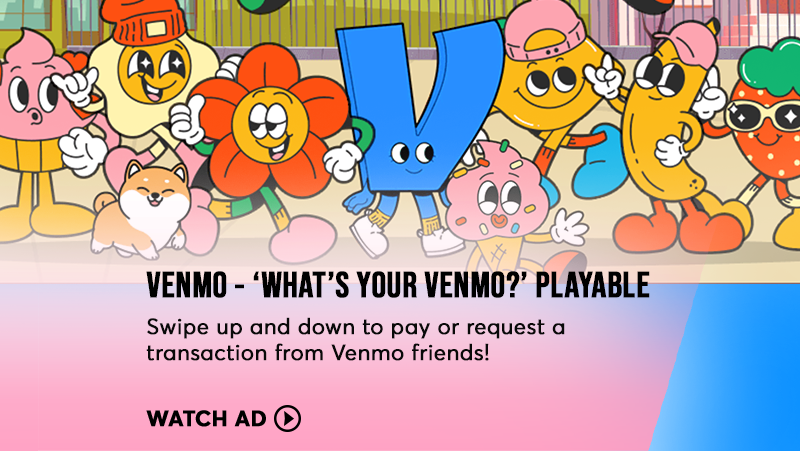 VENMO - ‘WHAT’S YOUR VENMO?’ PLAYABLE
Swipe up and down to pay or request a
transaction from Venmo friends!
WATCH AD